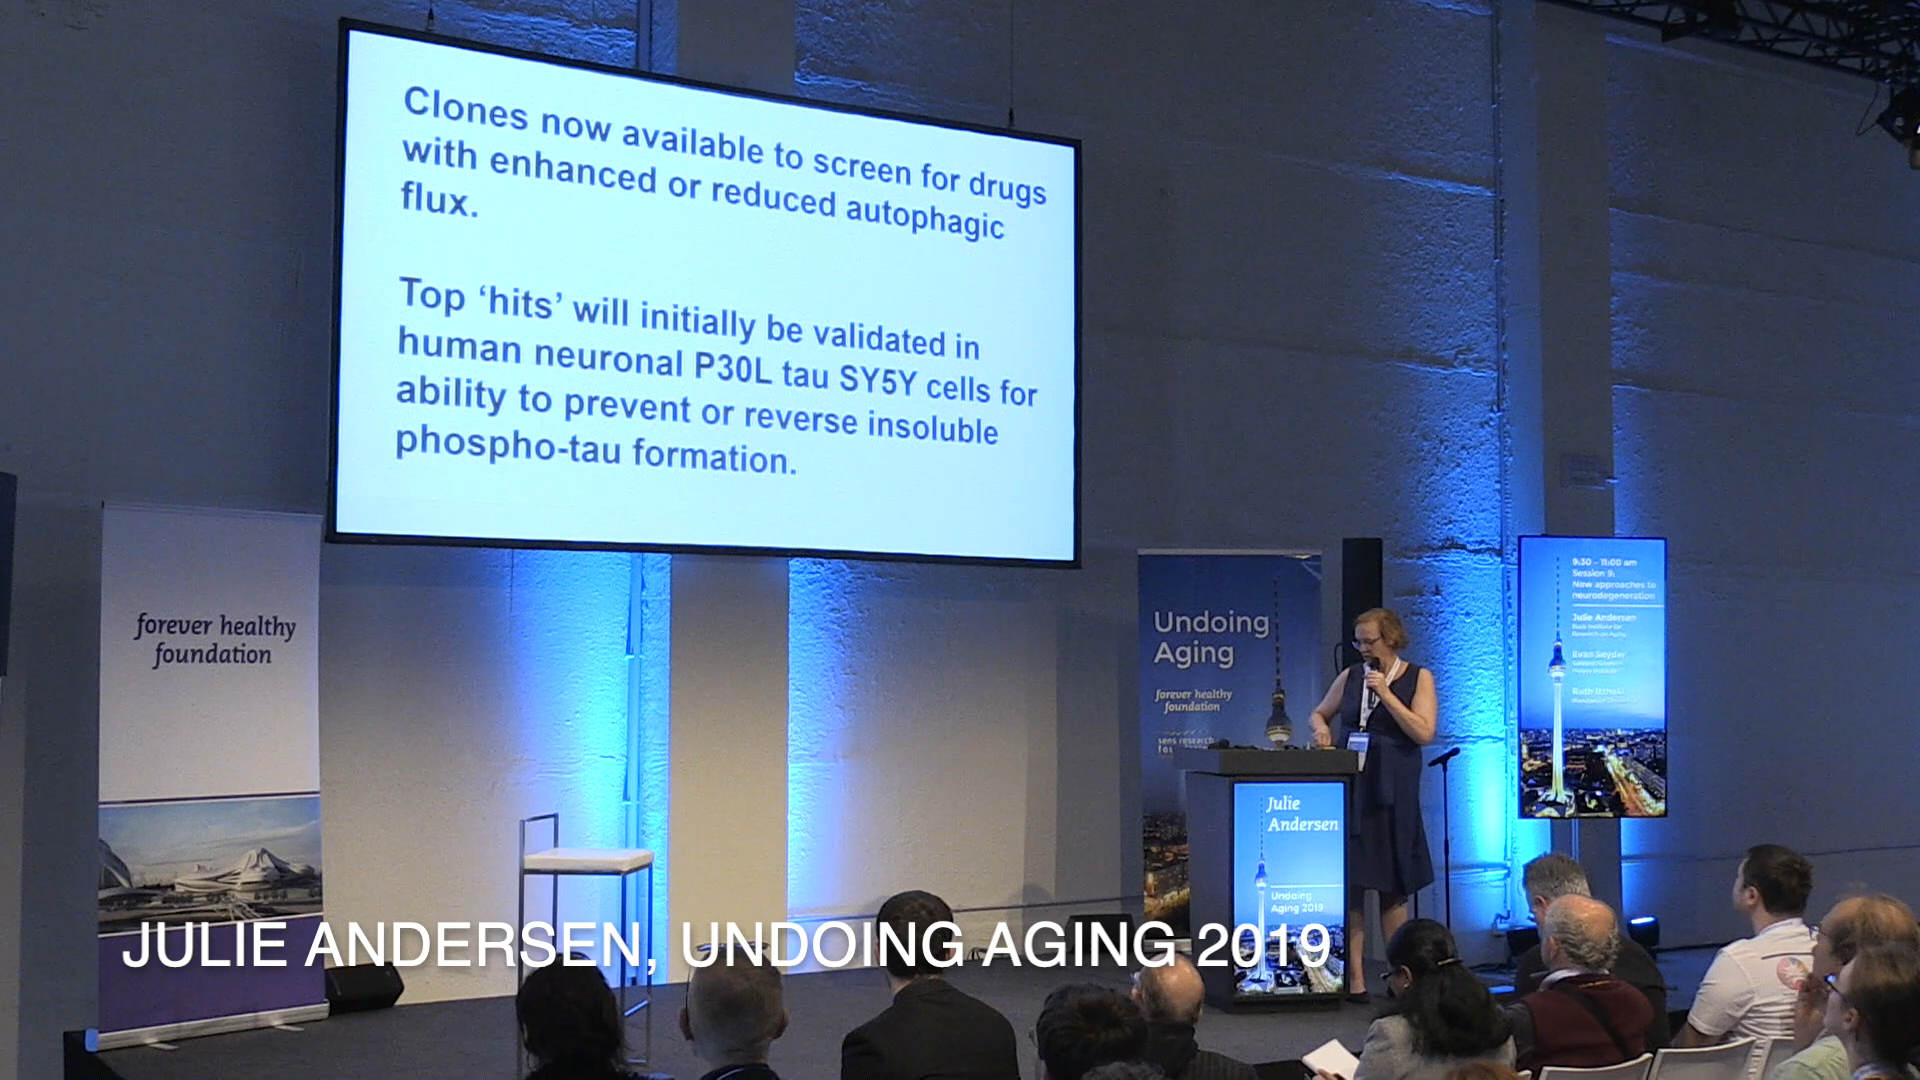 Clones now available to screen for drugs
with enhanced or reduced autophagic
flux.
Top ‘hits’ will initially be validated in
human neuronal P30L tau SY5Y cells for
ability to prevent or reverse insoluble
phospho-tau formation.
forever healthy
foundation
Undoing
Aging
forever healthy
foundation
sens research
9:30 - 11:00 am
Session 9:
New approaches to
neurodegeneration
Julie Andersen
Julie
Andersen
Undoing
Aging 2019
JULIE ANDERSEN, UNDOING AGING 2019